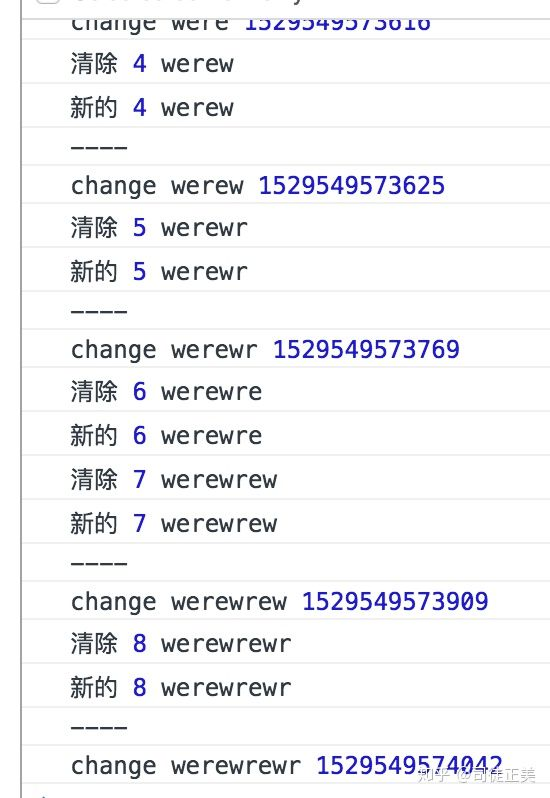 change were 1529549573616
清除 4 werew
新的 4 werew
----
change werew 1529549573625
清除 5 werewr
新的 5 werewr
----
change werewr 1529549573769
清除 6 werewre
新的 6 werewre
清除 7 werewrew
新的 7 werewrew
----
change werewrew 1529549573909
清除 8 werewrewr
新的 8 werewrewr
----
change werewrewr 1529549574042
知乎 @司徒正美